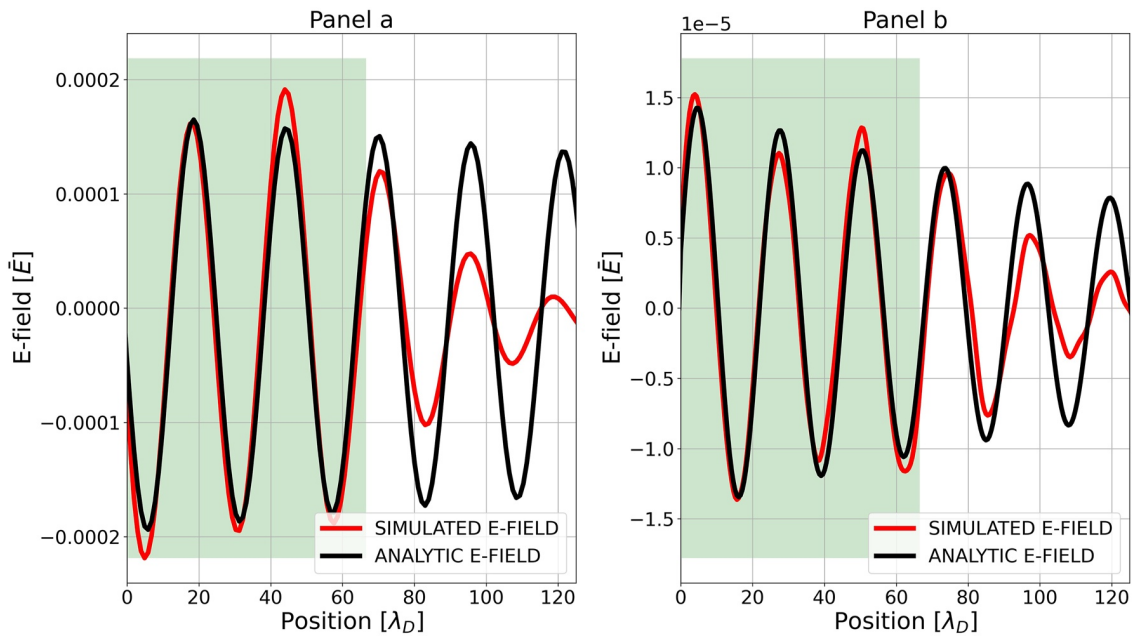 Panel a
0.0002
0.0001
0.0000
−0.0001
−0.0002
E-field [Ē]
SIMULATED E-FIELD
ANALYTIC E-FIELD
0 20 40 60 80 100 120
Position [λ_D]
Panel b
1e−5
1.5
1.0
0.5
0.0
−0.5
−1.0
−1.5
E-field [Ē]
SIMULATED E-FIELD
ANALYTIC E-FIELD
0 20 40 60 80 100 120
Position [λ_D]